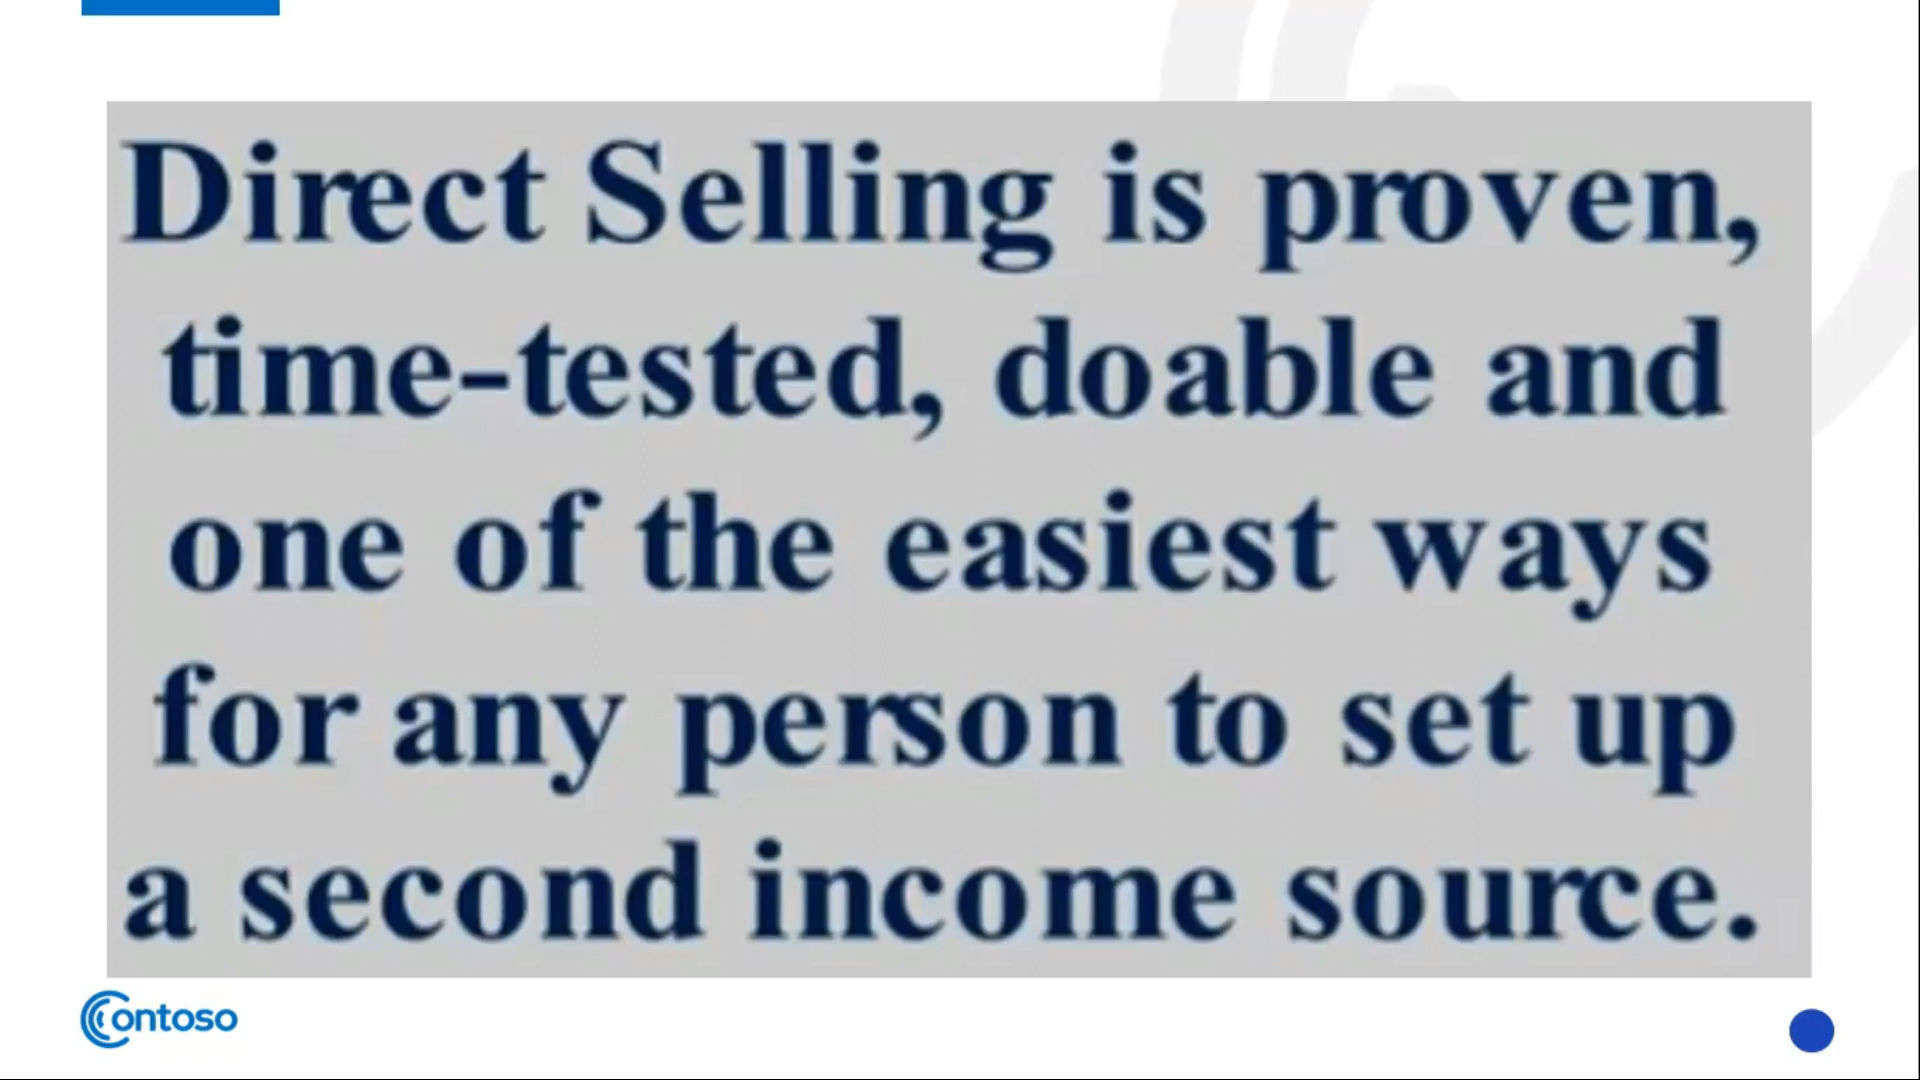 Direct Selling is proven,
time-tested, doable and
one of the easiest ways
for any person to set up
a second income source.
Contoso